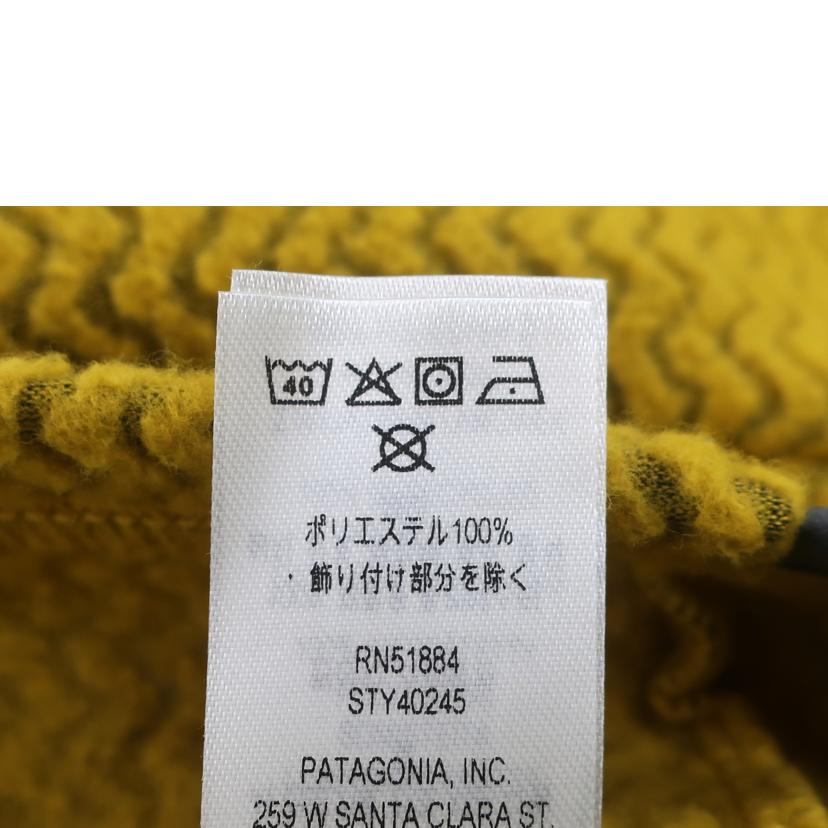 40
ポリエステル100%
・飾り付け部分を除く
RN51884
STY40245
PATAGONIA, INC.
259 W SANTA CLARA ST.